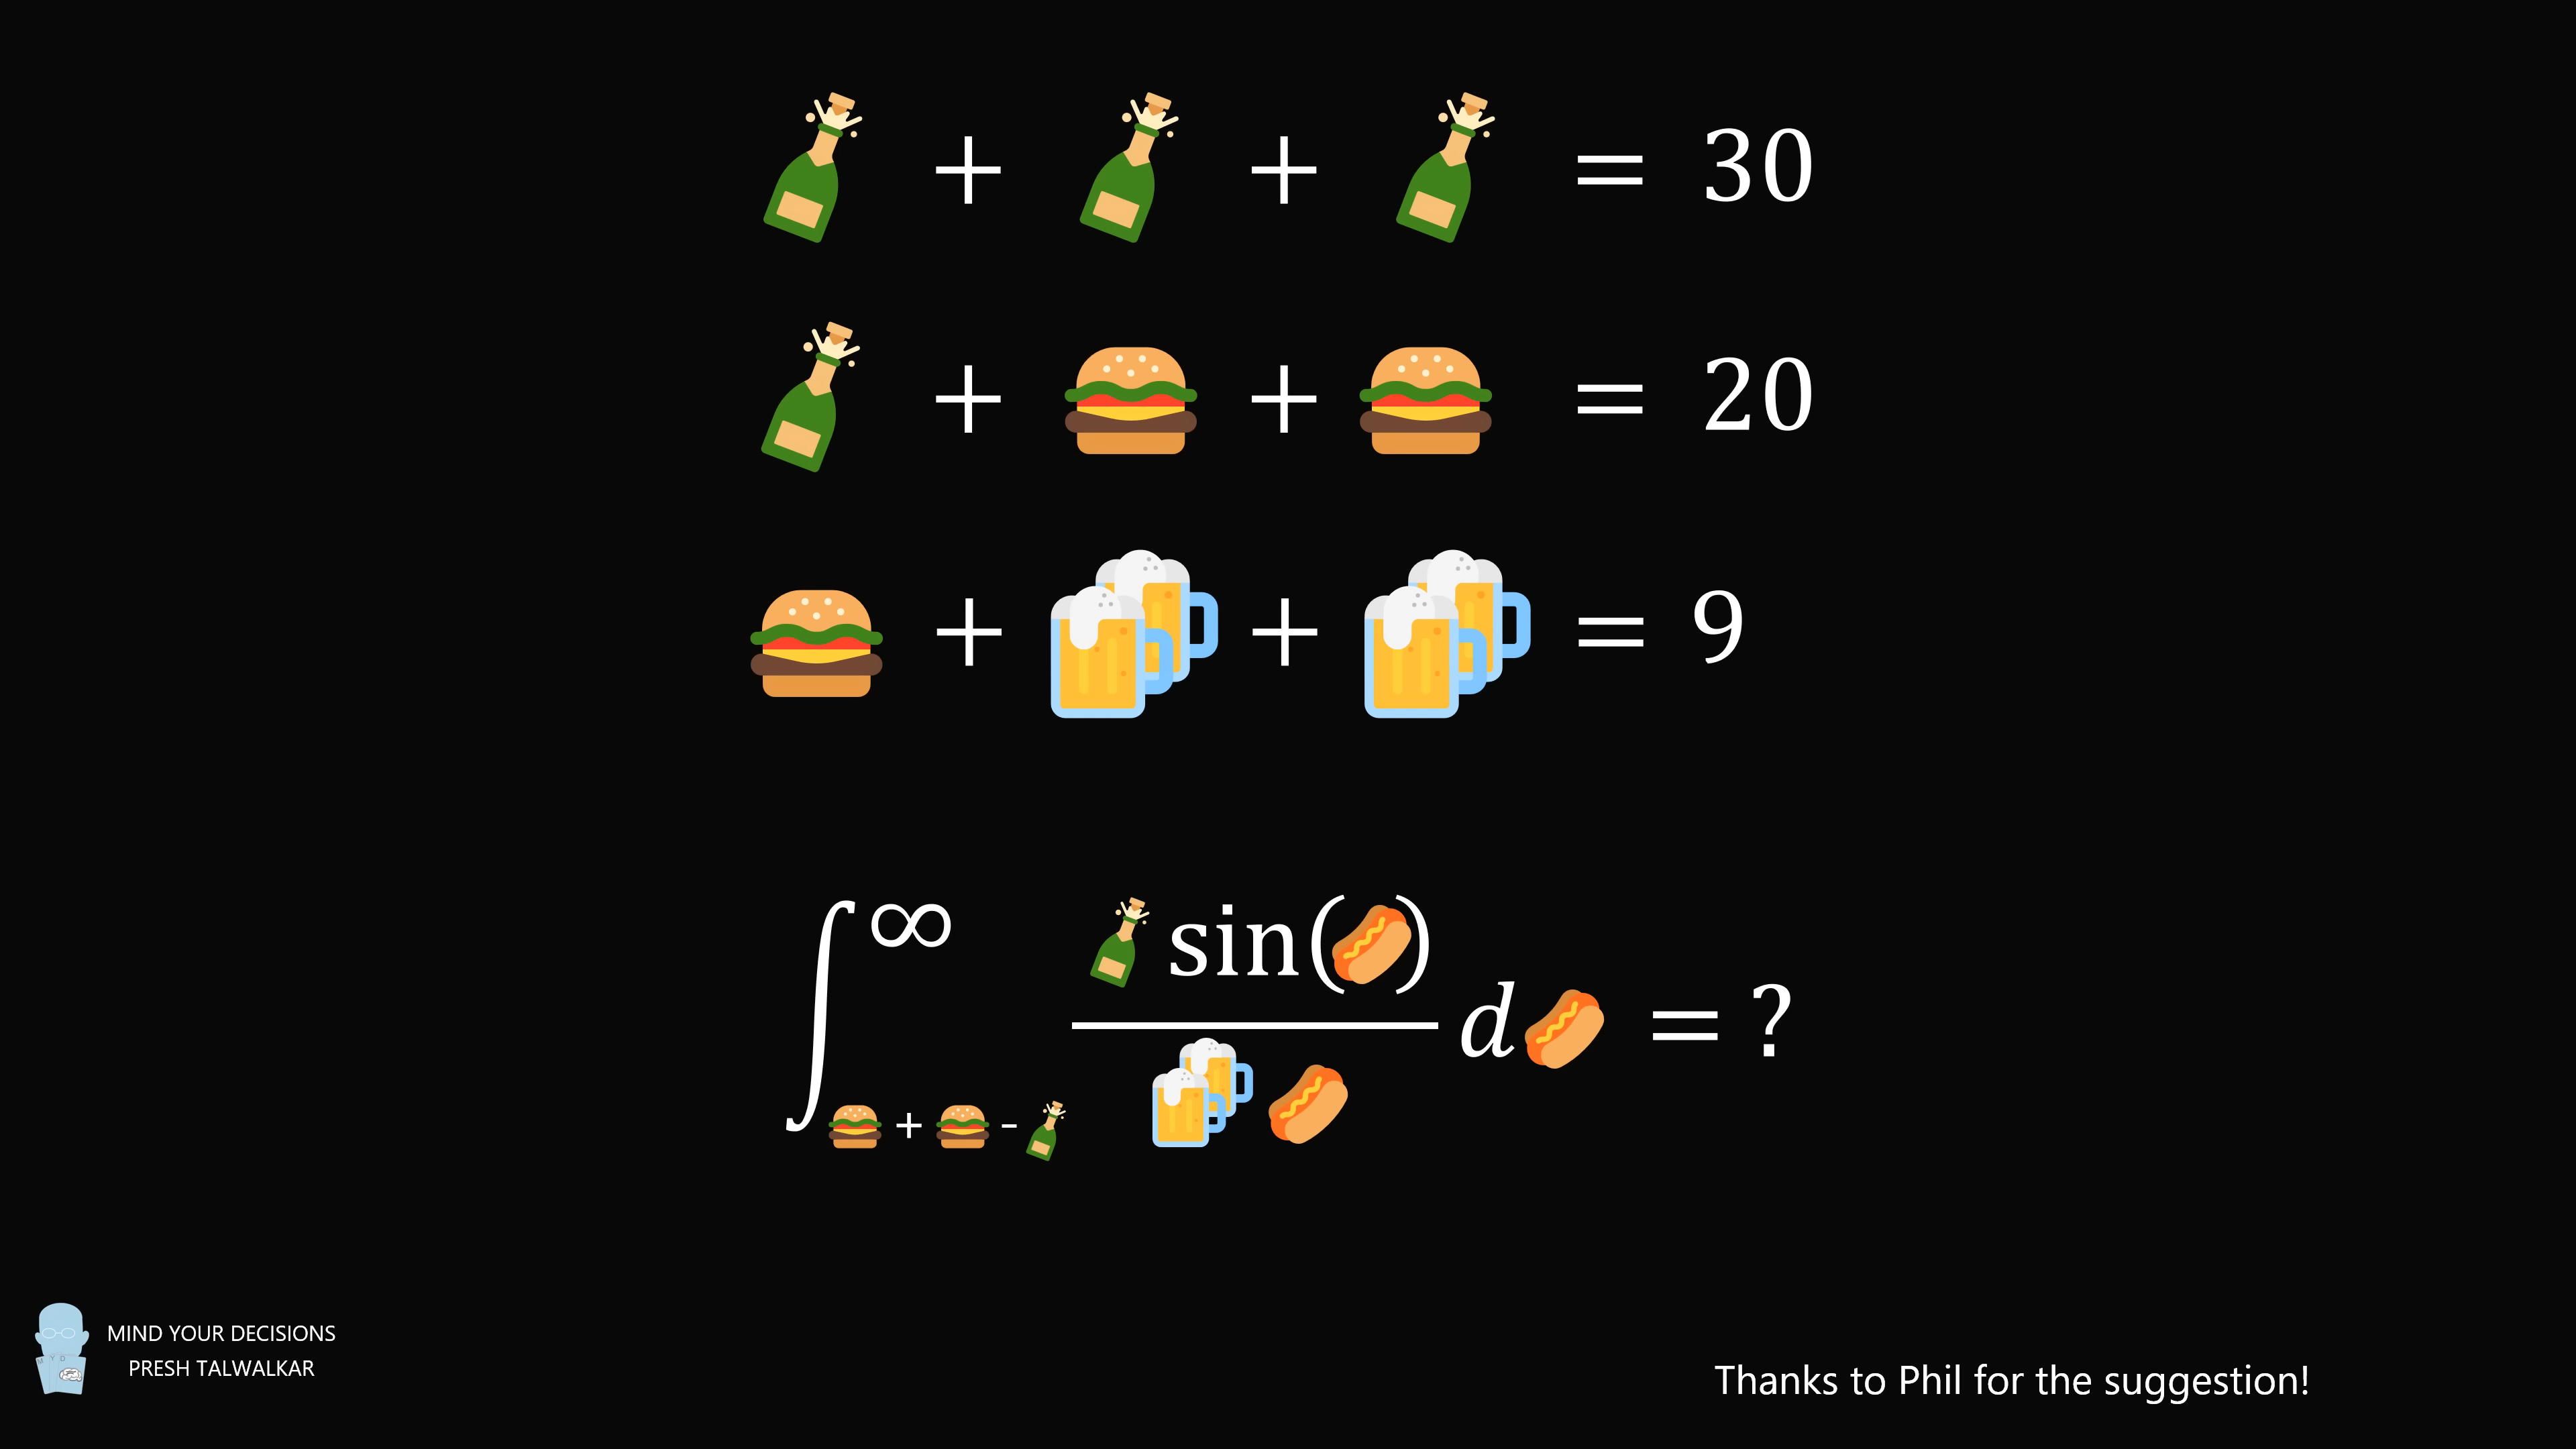 🍾 + 🍾 + 🍾 = 30
🍾 + 🍔 + 🍔 = 20
🍔 + 🍻 + 🍻 = 9
∫ ∞ 🍔 + 🍔 - 🍾 🍾 sin(🌭) / 🍻 🌭 d🌭 = ?
MIND YOUR DECISIONS
PRESH TALWALKAR
Thanks to Phil for the suggestion!